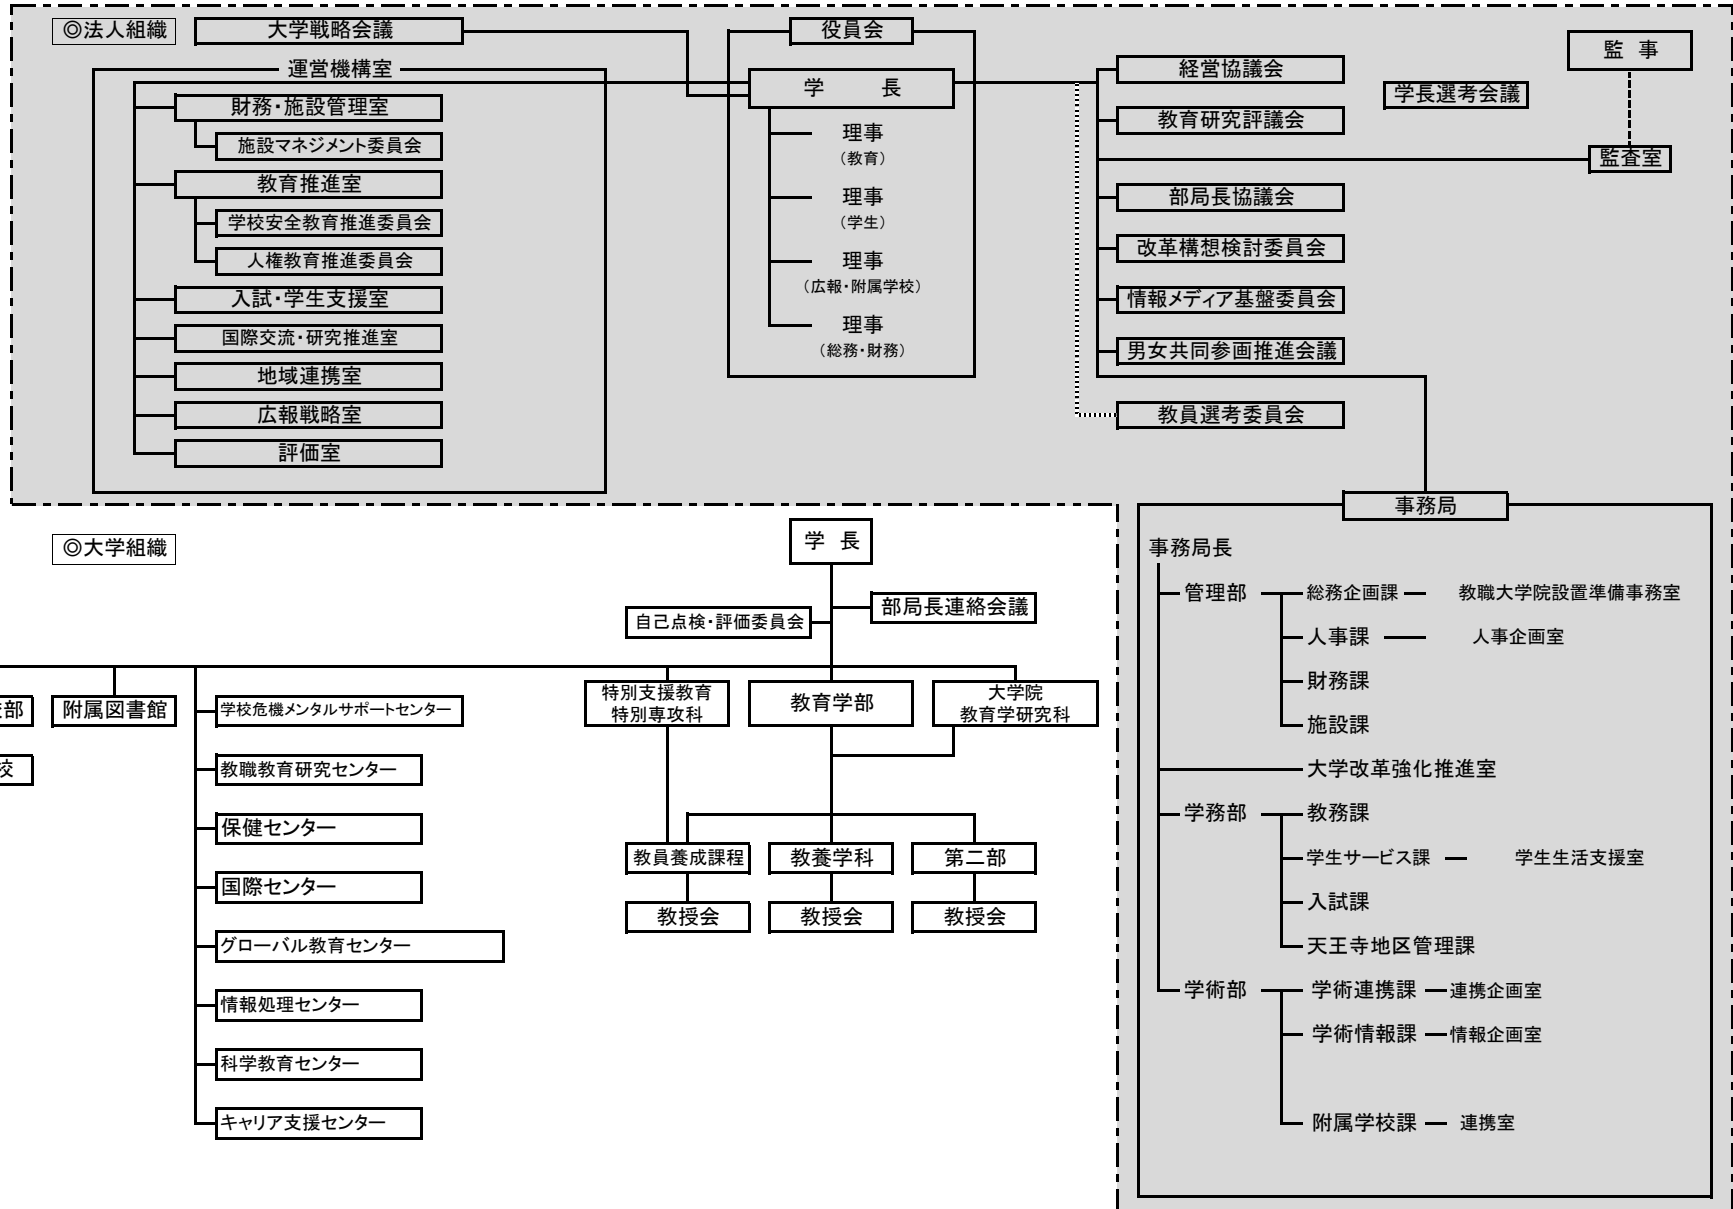 ◎法人組織
大学戦略会議
役員会
監 事
運営機構室
学 長
経営協議会
学長選考会議
財務・施設管理室
施設マネジメント委員会
教育推進室
学校安全教育推進委員会
人権教育推進委員会
入試・学生支援室
国際交流・研究推進室
地域連携室
広報戦略室
評価室
理事
（教育）
理事
（学生）
理事
（広報・附属学校）
理事
（総務・財務）
教育研究評議会
監査室
部局長協議会
改革構想検討委員会
情報メディア基盤委員会
男女共同参画推進会議
教員選考委員会
事務局
事務局長
管理部
総務企画課
教職大学院設置準備事務室
人事課
人事企画室
財務課
施設課
大学改革強化推進室
学務部
教務課
学生サービス課
学生生活支援室
入試課
天王寺地区管理課
学術部
学術連携課
連携企画室
学術情報課
情報企画室
附属学校課
連携室
◎大学組織
学 長
部局長連絡会議
自己点検・評価委員会
部
校
附属図書館
学校危機メンタルサポートセンター
教職教育研究センター
保健センター
国際センター
グローバル教育センター
情報処理センター
科学教育センター
キャリア支援センター
特別支援教育
特別専攻科
教育学部
大学院
教育学研究科
教員養成課程
教養学科
第二部
教授会
教授会
教授会